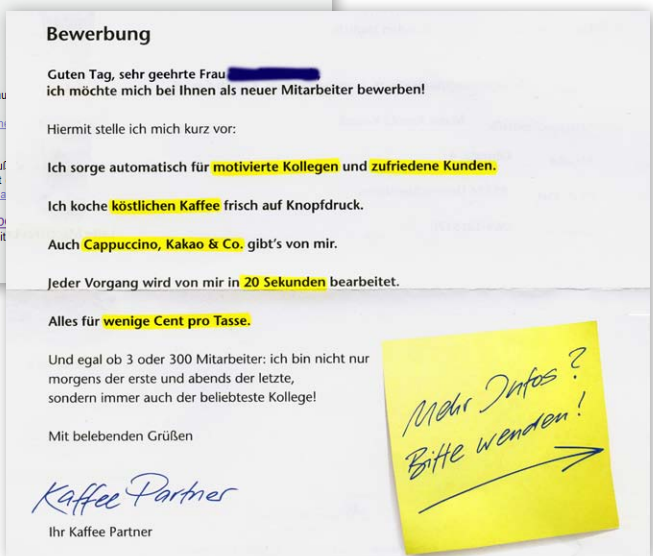 Bewerbung
Guten Tag, sehr geehrte Frau
ich möchte mich bei Ihnen als neuer Mitarbeiter bewerben!
Hiermit stelle ich mich kurz vor:
Ich sorge automatisch für motivierte Kollegen und zufriedene Kunden.
Ich koche köstlichen Kaffee frisch auf Knopfdruck.
Auch Cappuccino, Kakao & Co. gibt's von mir.
Jeder Vorgang wird von mir in 20 Sekunden bearbeitet.
Alles für wenige Cent pro Tasse.
Und egal ob 3 oder 300 Mitarbeiter: ich bin nicht nur
morgens der erste und abends der letzte,
sondern immer auch der beliebteste Kollege!
Mit belebenden Grüßen
Kaffee Partner
Ihr Kaffee Partner
Mehr Infos?
Bitte wenden!